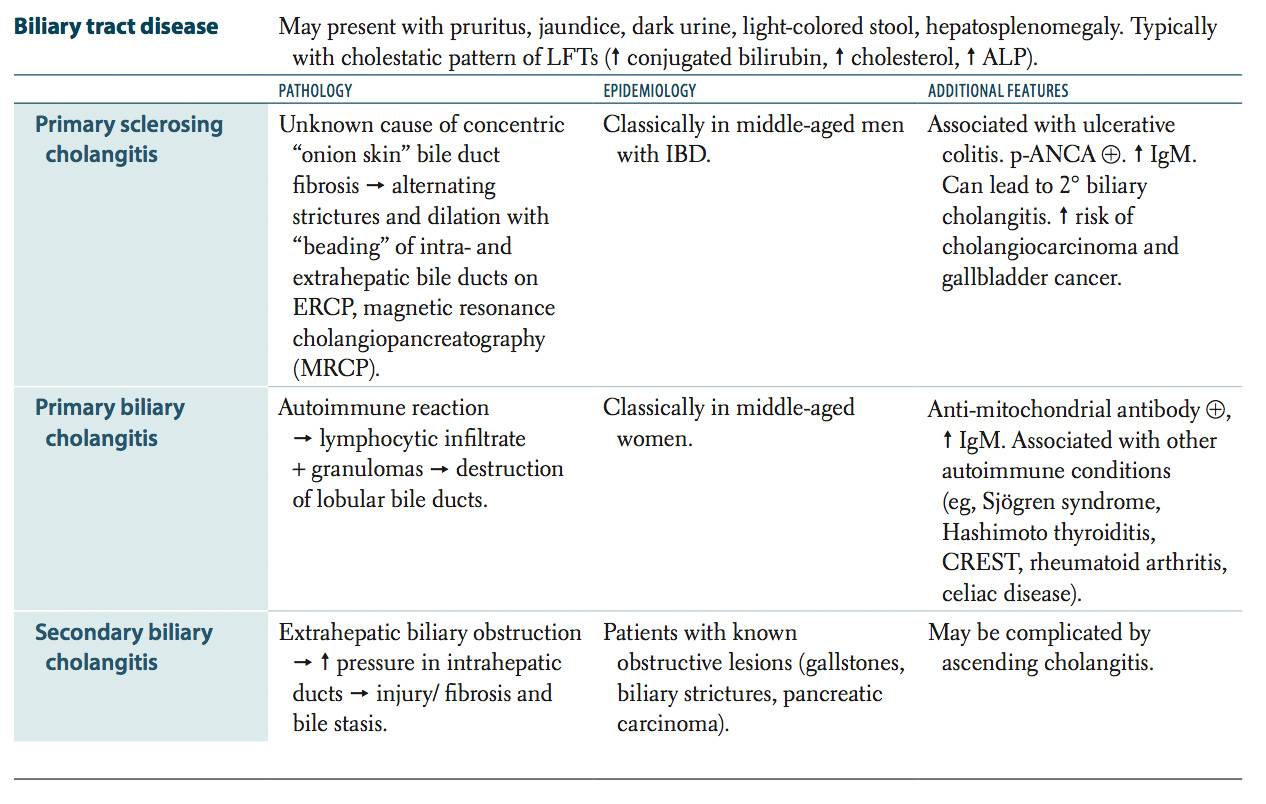 Biliary tract disease
May present with pruritus, jaundice, dark urine, light-colored stool, hepatosplenomegaly. Typically
with cholestatic pattern of LFTs (↑ conjugated bilirubin, ↑ cholesterol, ↑ ALP).
PATHOLOGY
EPIDEMIOLOGY
ADDITIONAL FEATURES
Primary sclerosing
cholangitis
Unknown cause of concentric
“onion skin” bile duct
fibrosis → alternating
strictures and dilation with
“beading” of intra- and
extrahepatic bile ducts on
ERCP, magnetic resonance
cholangiopancreatography
(MRCP).
Classically in middle-aged men
with IBD.
Associated with ulcerative
colitis. p-ANCA ⊕. ↑ IgM.
Can lead to 2° biliary
cholangitis. ↑ risk of
cholangiocarcinoma and
gallbladder cancer.
Primary biliary
cholangitis
Autoimmune reaction
→ lymphocytic infiltrate
+ granulomas → destruction
of lobular bile ducts.
Classically in middle-aged
women.
Anti-mitochondrial antibody ⊕,
↑ IgM. Associated with other
autoimmune conditions
(eg, Sjögren syndrome,
Hashimoto thyroiditis,
CREST, rheumatoid arthritis,
celiac disease).
Secondary biliary
cholangitis
Extrahepatic biliary obstruction
→ ↑ pressure in intrahepatic
ducts → injury/ fibrosis and
bile stasis.
Patients with known
obstructive lesions (gallstones,
biliary strictures, pancreatic
carcinoma).
May be complicated by
ascending cholangitis.